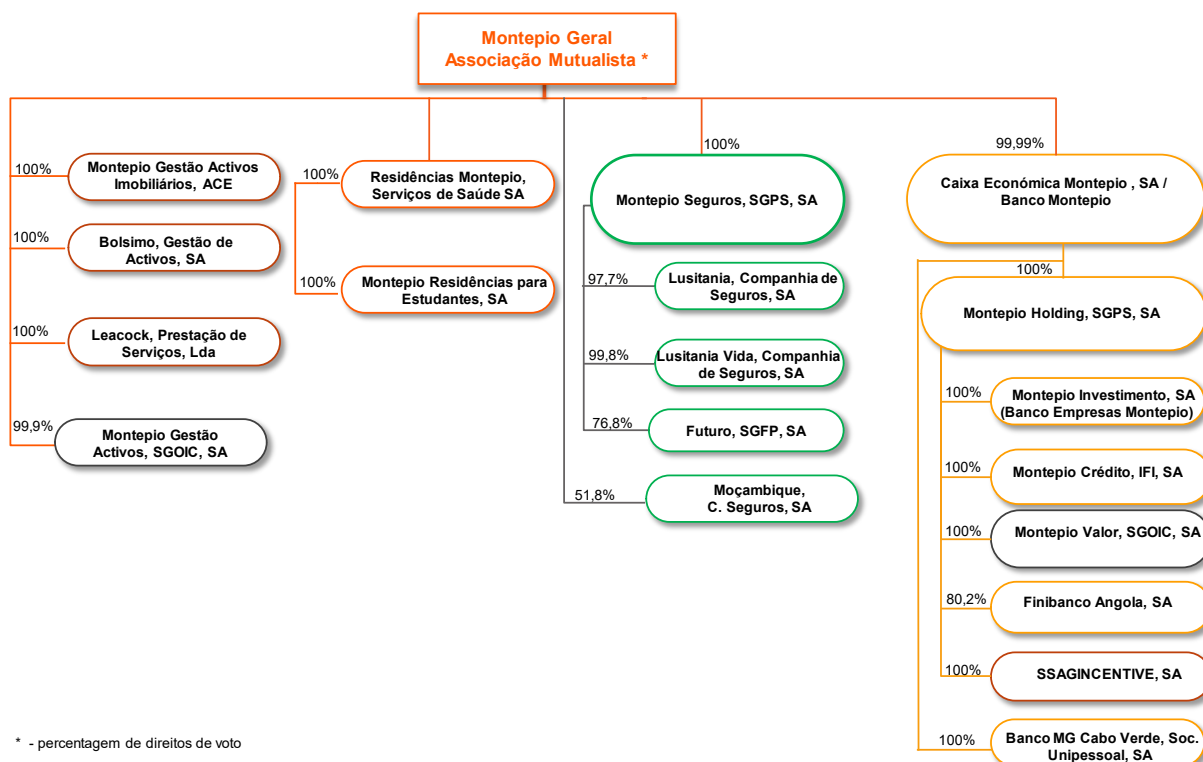 Montepio Geral
Associação Mutualista *
100%
Montepio Gestão Activos
Imobiliários, ACE
100%
Bolsimo, Gestão de
Activos, SA
100%
Leacock, Prestação de
Serviços, Lda
99,9%
Montepio Gestão
Activos, SGOIC, SA
100%
Residências Montepio,
Serviços de Saúde SA
100%
Montepio Residências para
Estudantes, SA
100%
Montepio Seguros, SGPS, SA
97,7%
Lusitania, Companhia de
Seguros, SA
99,8%
Lusitania Vida, Companhia
de Seguros, SA
76,8%
Futuro, SGFP, SA
51,8%
Moçambique,
C. Seguros, SA
99,99%
Caixa Económica Montepio , SA /
Banco Montepio
100%
Montepio Holding, SGPS, SA
100%
Montepio Investimento, SA
(Banco Empresas Montepio)
100%
Montepio Crédito, IFI, SA
100%
Montepio Valor, SGOIC, SA
80,2%
Finibanco Angola, SA
100%
SSAGINCENTIVE, SA
100%
Banco MG Cabo Verde, Soc.
Unipessoal, SA
* - percentagem de direitos de voto